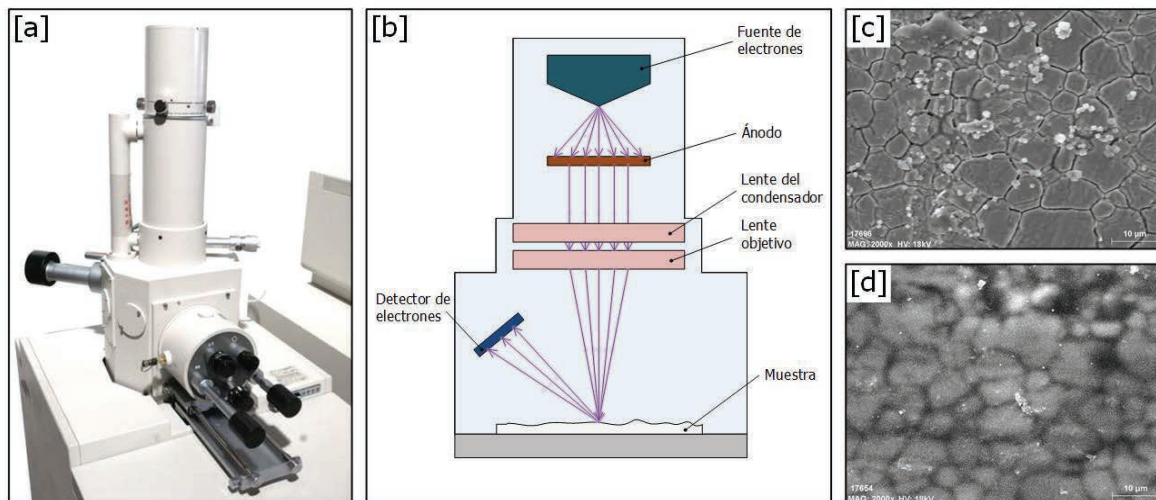 [a]
[b]
Fuente de
electrones
Ánodo
Lente del
condensador
Lente
objetivo
Detector de
electrones
Muestra
[c]
17696
MAG: 2000x HV: 18kV
10 µm
[d]
17654
MAG: 2000x HV: 18kV
10 µm